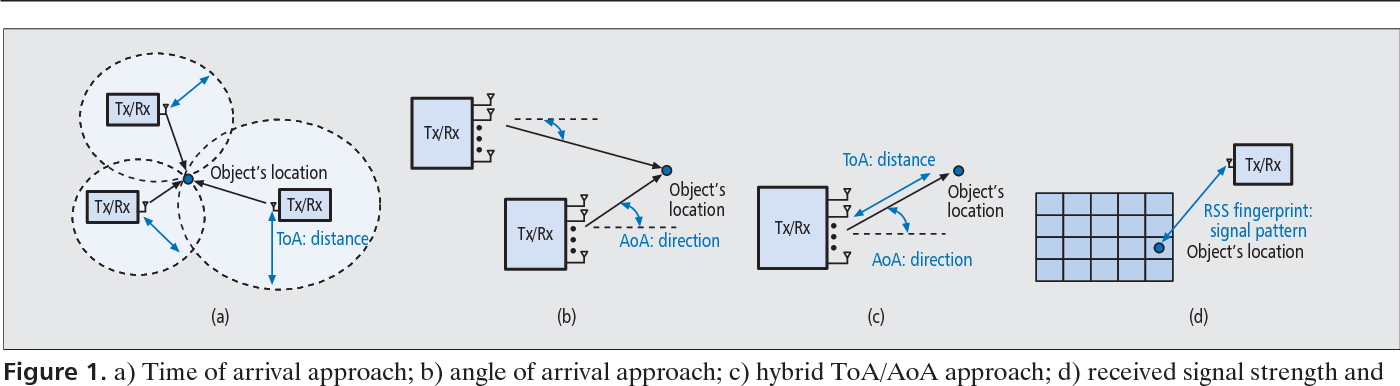 Tx/Rx
Object's location
Tx/Rx
Tx/Rx
ToA: distance
(a)
Tx/Rx
Object's
location
Tx/Rx
AoA: direction
(b)
ToA: distance
Object's
location
Tx/Rx
AoA: direction
(c)
Tx/Rx
RSS fingerprint:
signal pattern
Object's location
(d)
Figure 1. a) Time of arrival approach; b) angle of arrival approach; c) hybrid ToA/AoA approach; d) received signal strength and